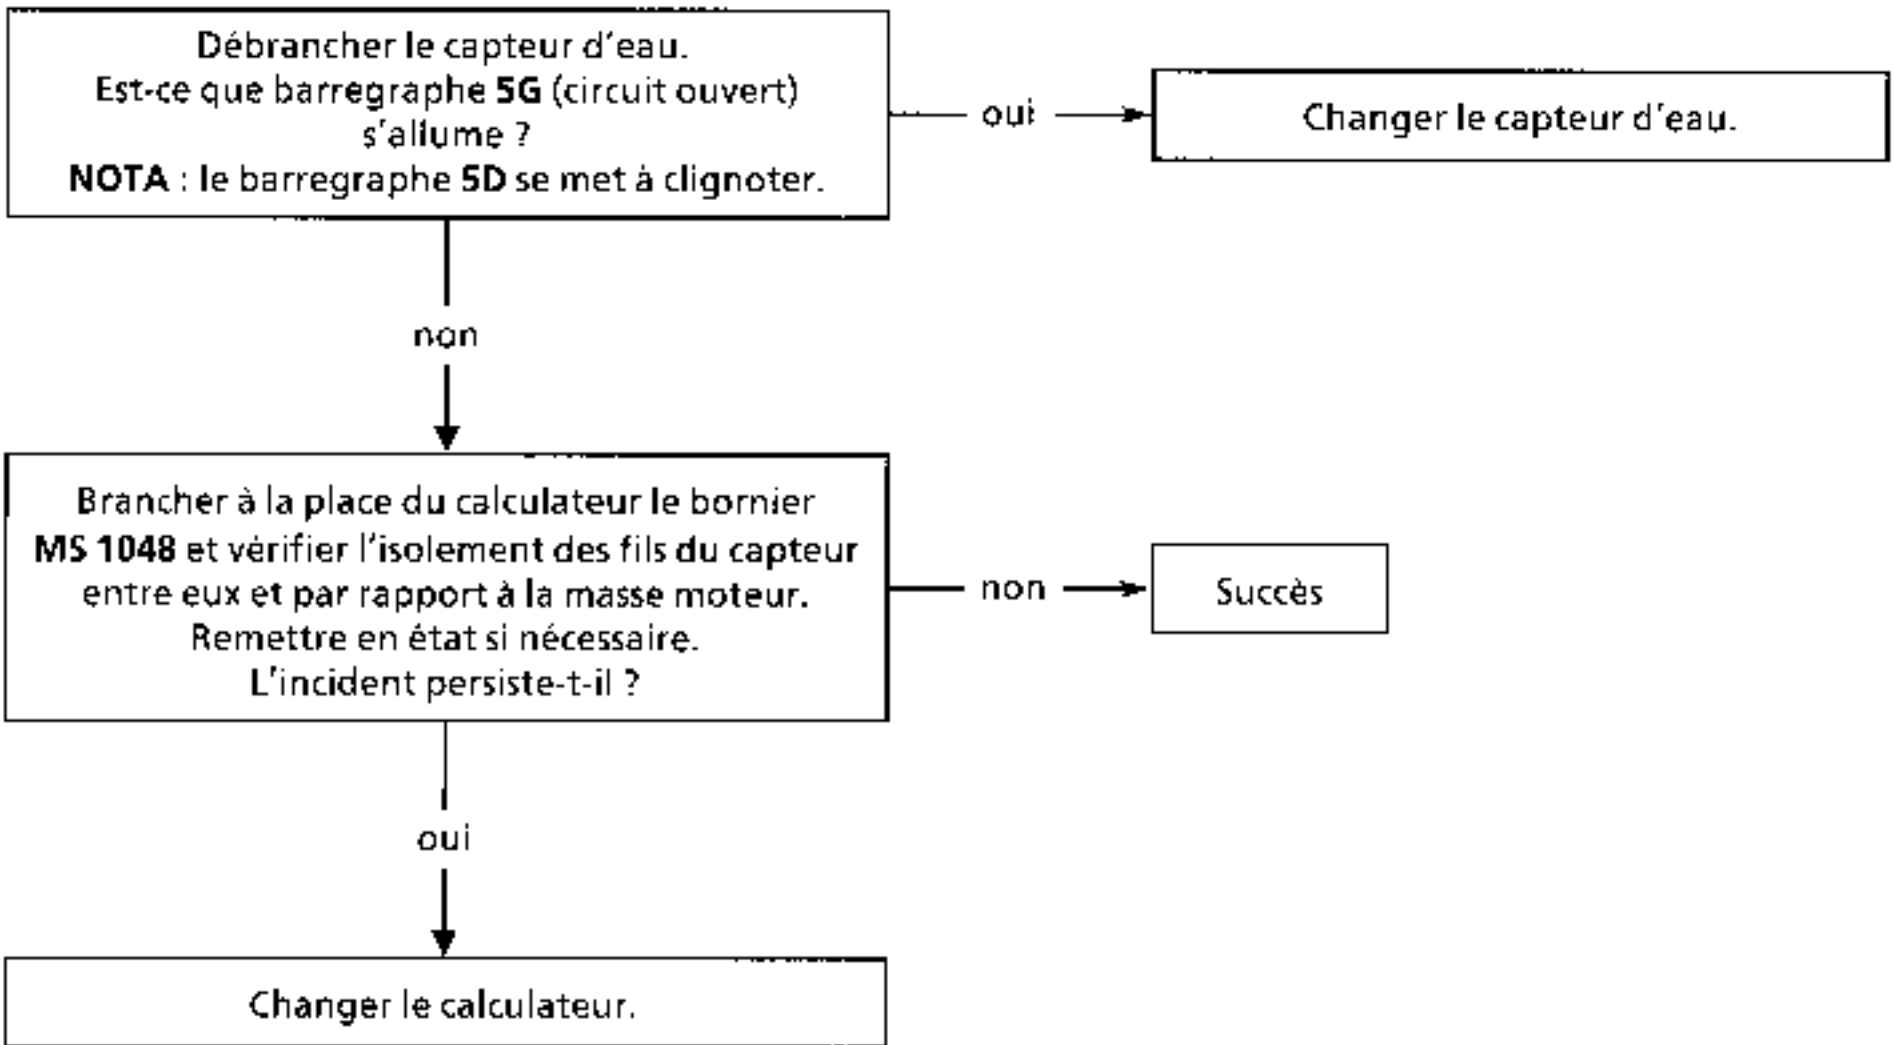 Débrancher le capteur d'eau.
Est-ce que barregraphe 5G (circuit ouvert)
s'allume ?
NOTA : le barregraphe 5D se met à clignoter.
oui
Changer le capteur d'eau.
non
Brancher à la place du calculateur le bornier
MS 1048 et vérifier l'isolement des fils du capteur
entre eux et par rapport à la masse moteur.
Remettre en état si nécessaire.
L'incident persiste-t-il ?
non
Succès
oui
Changer le calculateur.